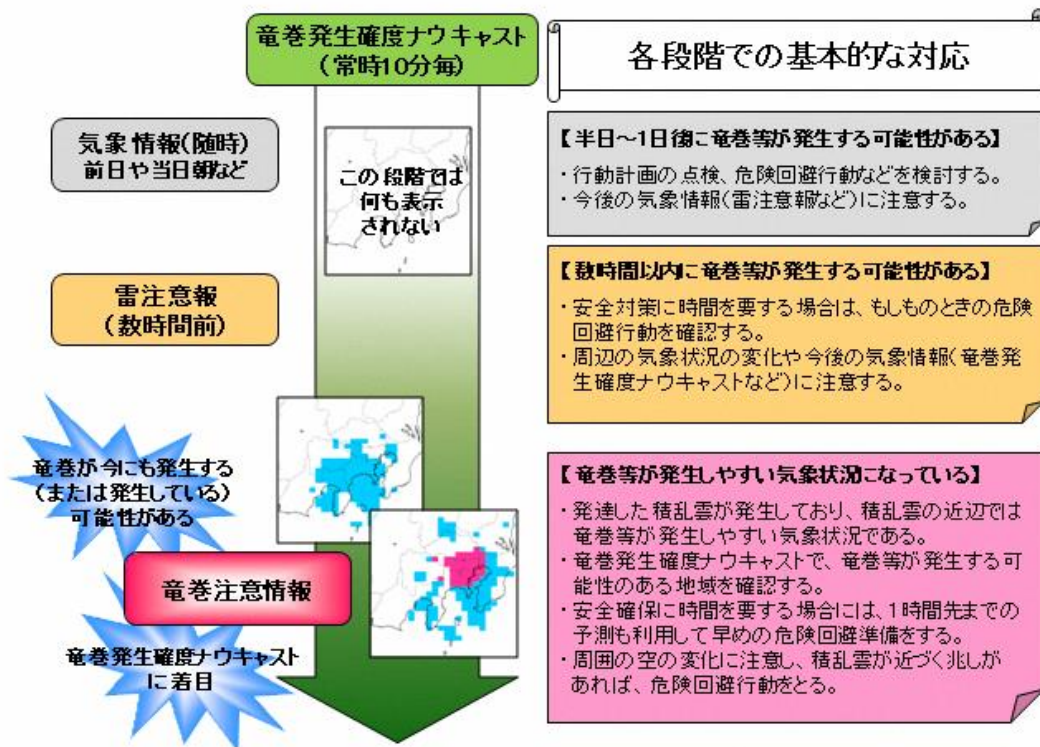 竜巻発生確度ナウキャスト
(常時10分毎)
各段階での基本的な対応
気象情報(随時)
前日や当日朝など
この段階では
何も表示
されない
【半日～1日後に竜巻等が発生する可能性がある】
・行動計画の点検、危険回避行動などを検討する。
・今後の気象情報(雷注意報など)に注意する。
雷注意報
(数時間前)
【数時間以内に竜巻等が発生する可能性がある】
・安全対策に時間を要する場合は、もしものときの危険
回避行動を確認する。
・周辺の気象状況の変化や今後の気象情報(竜巻発
生確度ナウキャストなど)に注意する。
竜巻が今にも発生する
(または発生している)
可能性がある
竜巻注意情報
竜巻発生確度ナウキャスト
に着目
【竜巻等が発生しやすい気象状況になっている】
・発達した積乱雲が発生しており、積乱雲の近辺では
竜巻等が発生しやすい気象状況である。
・竜巻発生確度ナウキャストで、竜巻等が発生する可
能性のある地域を確認する。
・安全確保に時間を要する場合には、1時間先までの
予測も利用して早めの危険回避準備をする。
・周囲の空の変化に注意し、積乱雲が近づく兆しが
あれば、危険回避行動をとる。